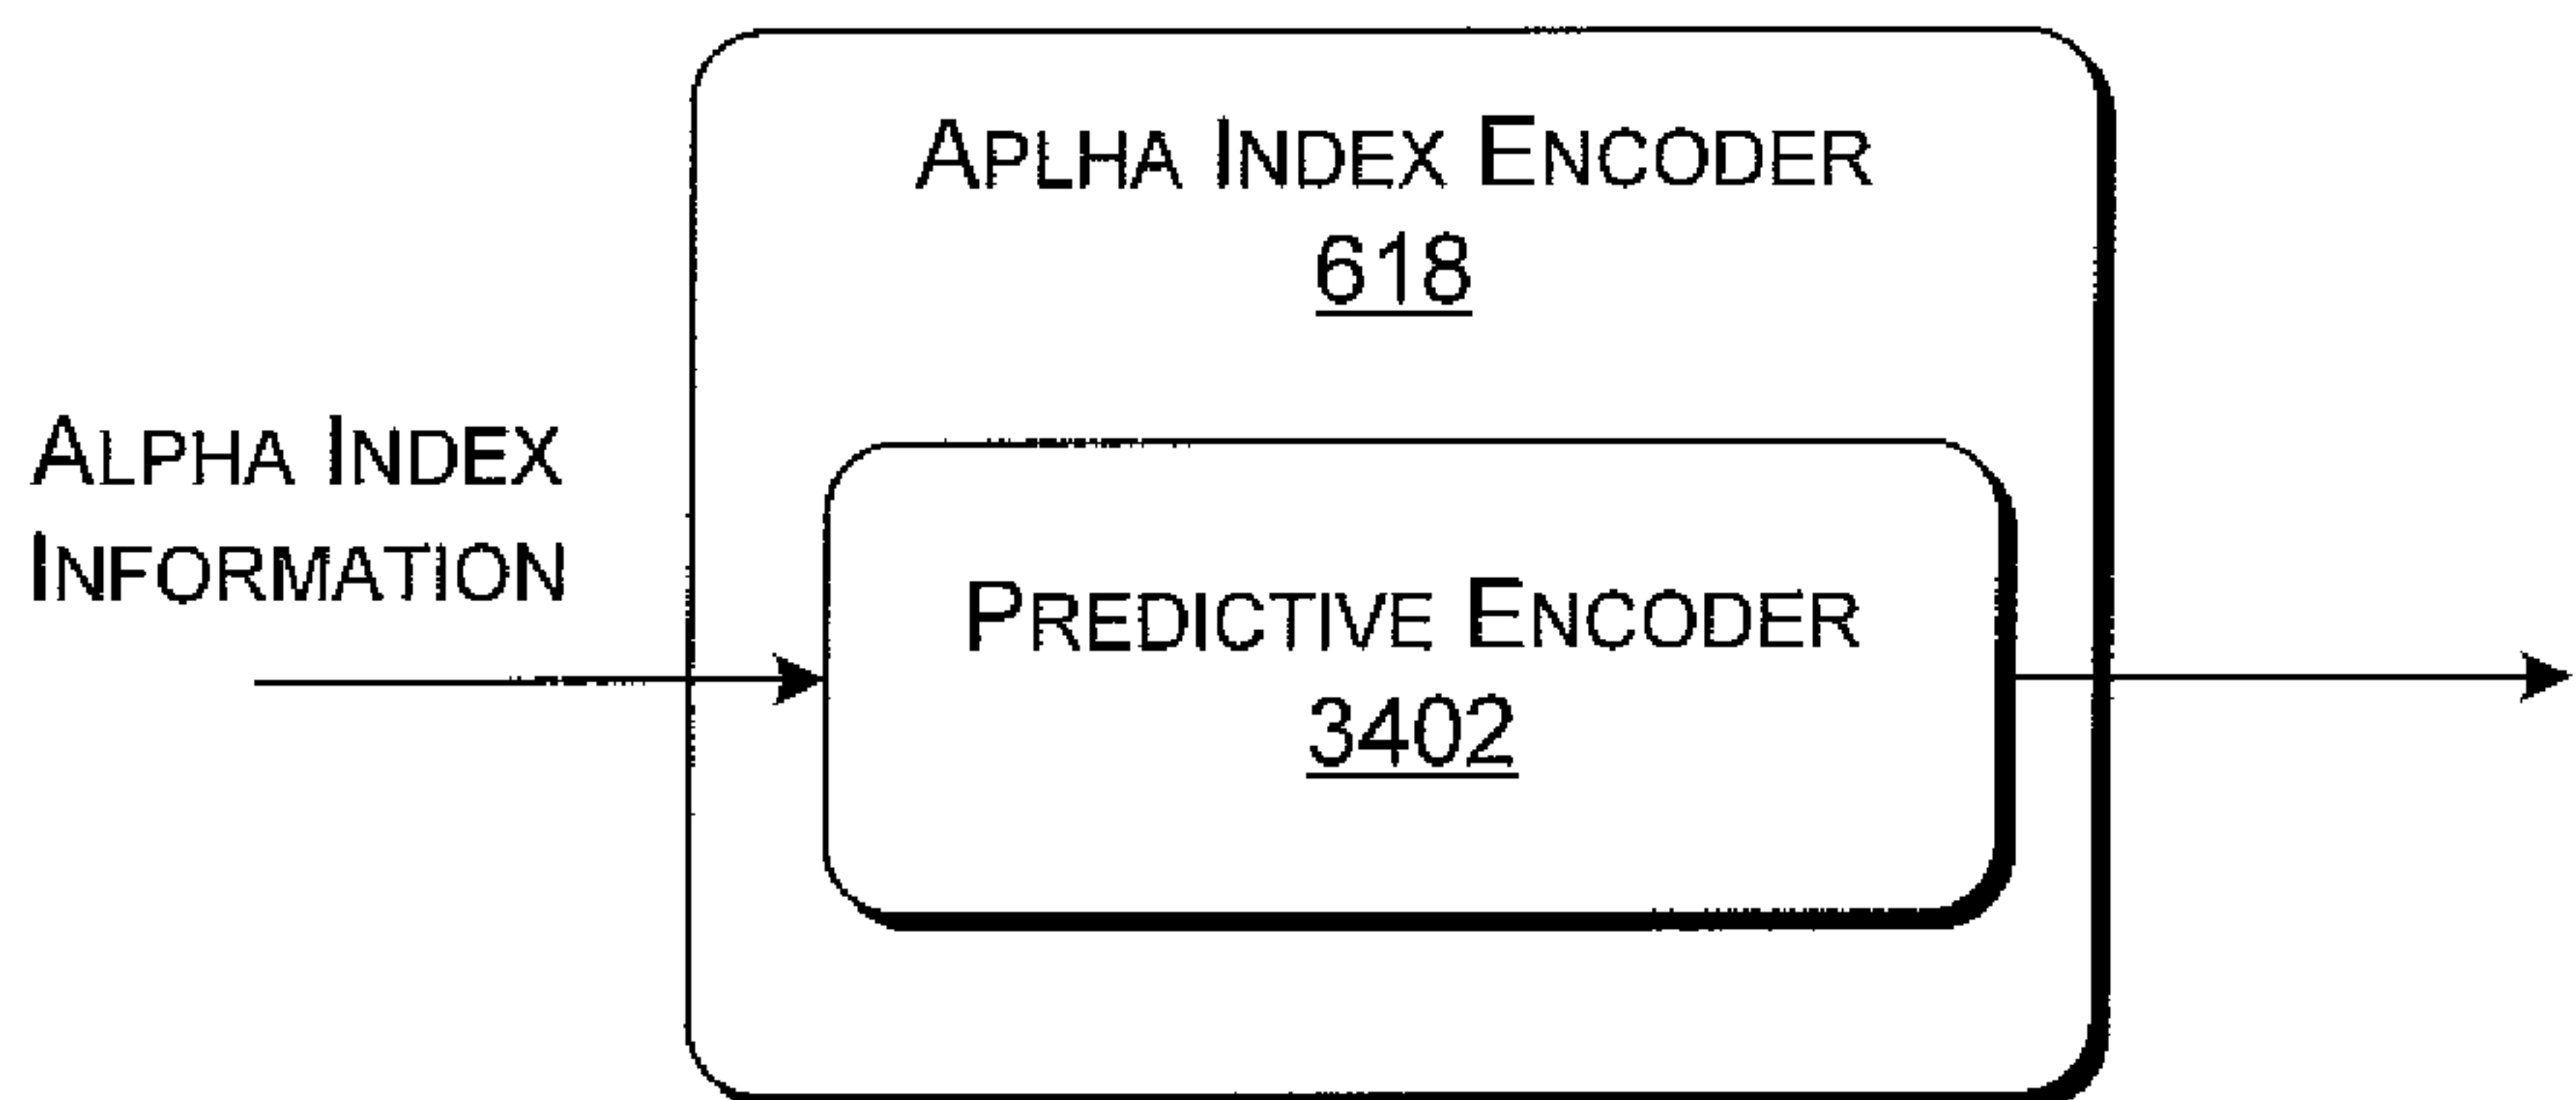 APLHA INDEX ENCODER
618
ALPHA INDEX
INFORMATION
PREDICTIVE ENCODER
3402